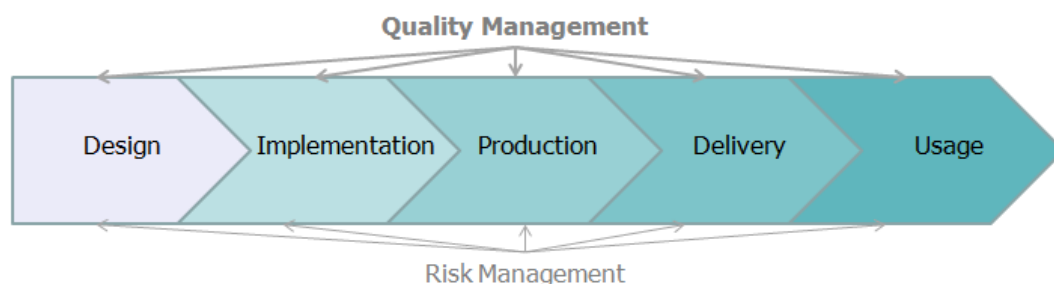 Quality Management
Design
Implementation
Production
Delivery
Usage
Risk Management